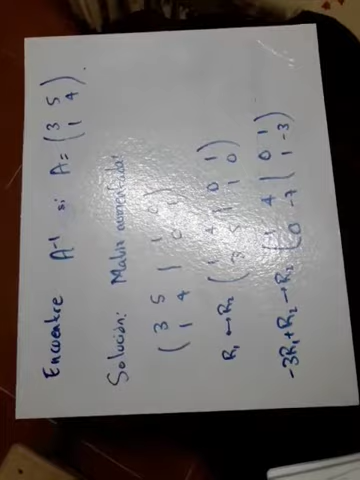 Encuentre A⁻¹ si A = (3 5
1 4).
Solución: Matriz aumentada:
(3 5 | 1 0
1 4 | 0 1)
R₁ ↔ R₂ (1 4 | 0 1
3 5 | 1 0)
-3R₁+R₂→R₂ (1 4 | 0 1
0 -7 | 1 -3)